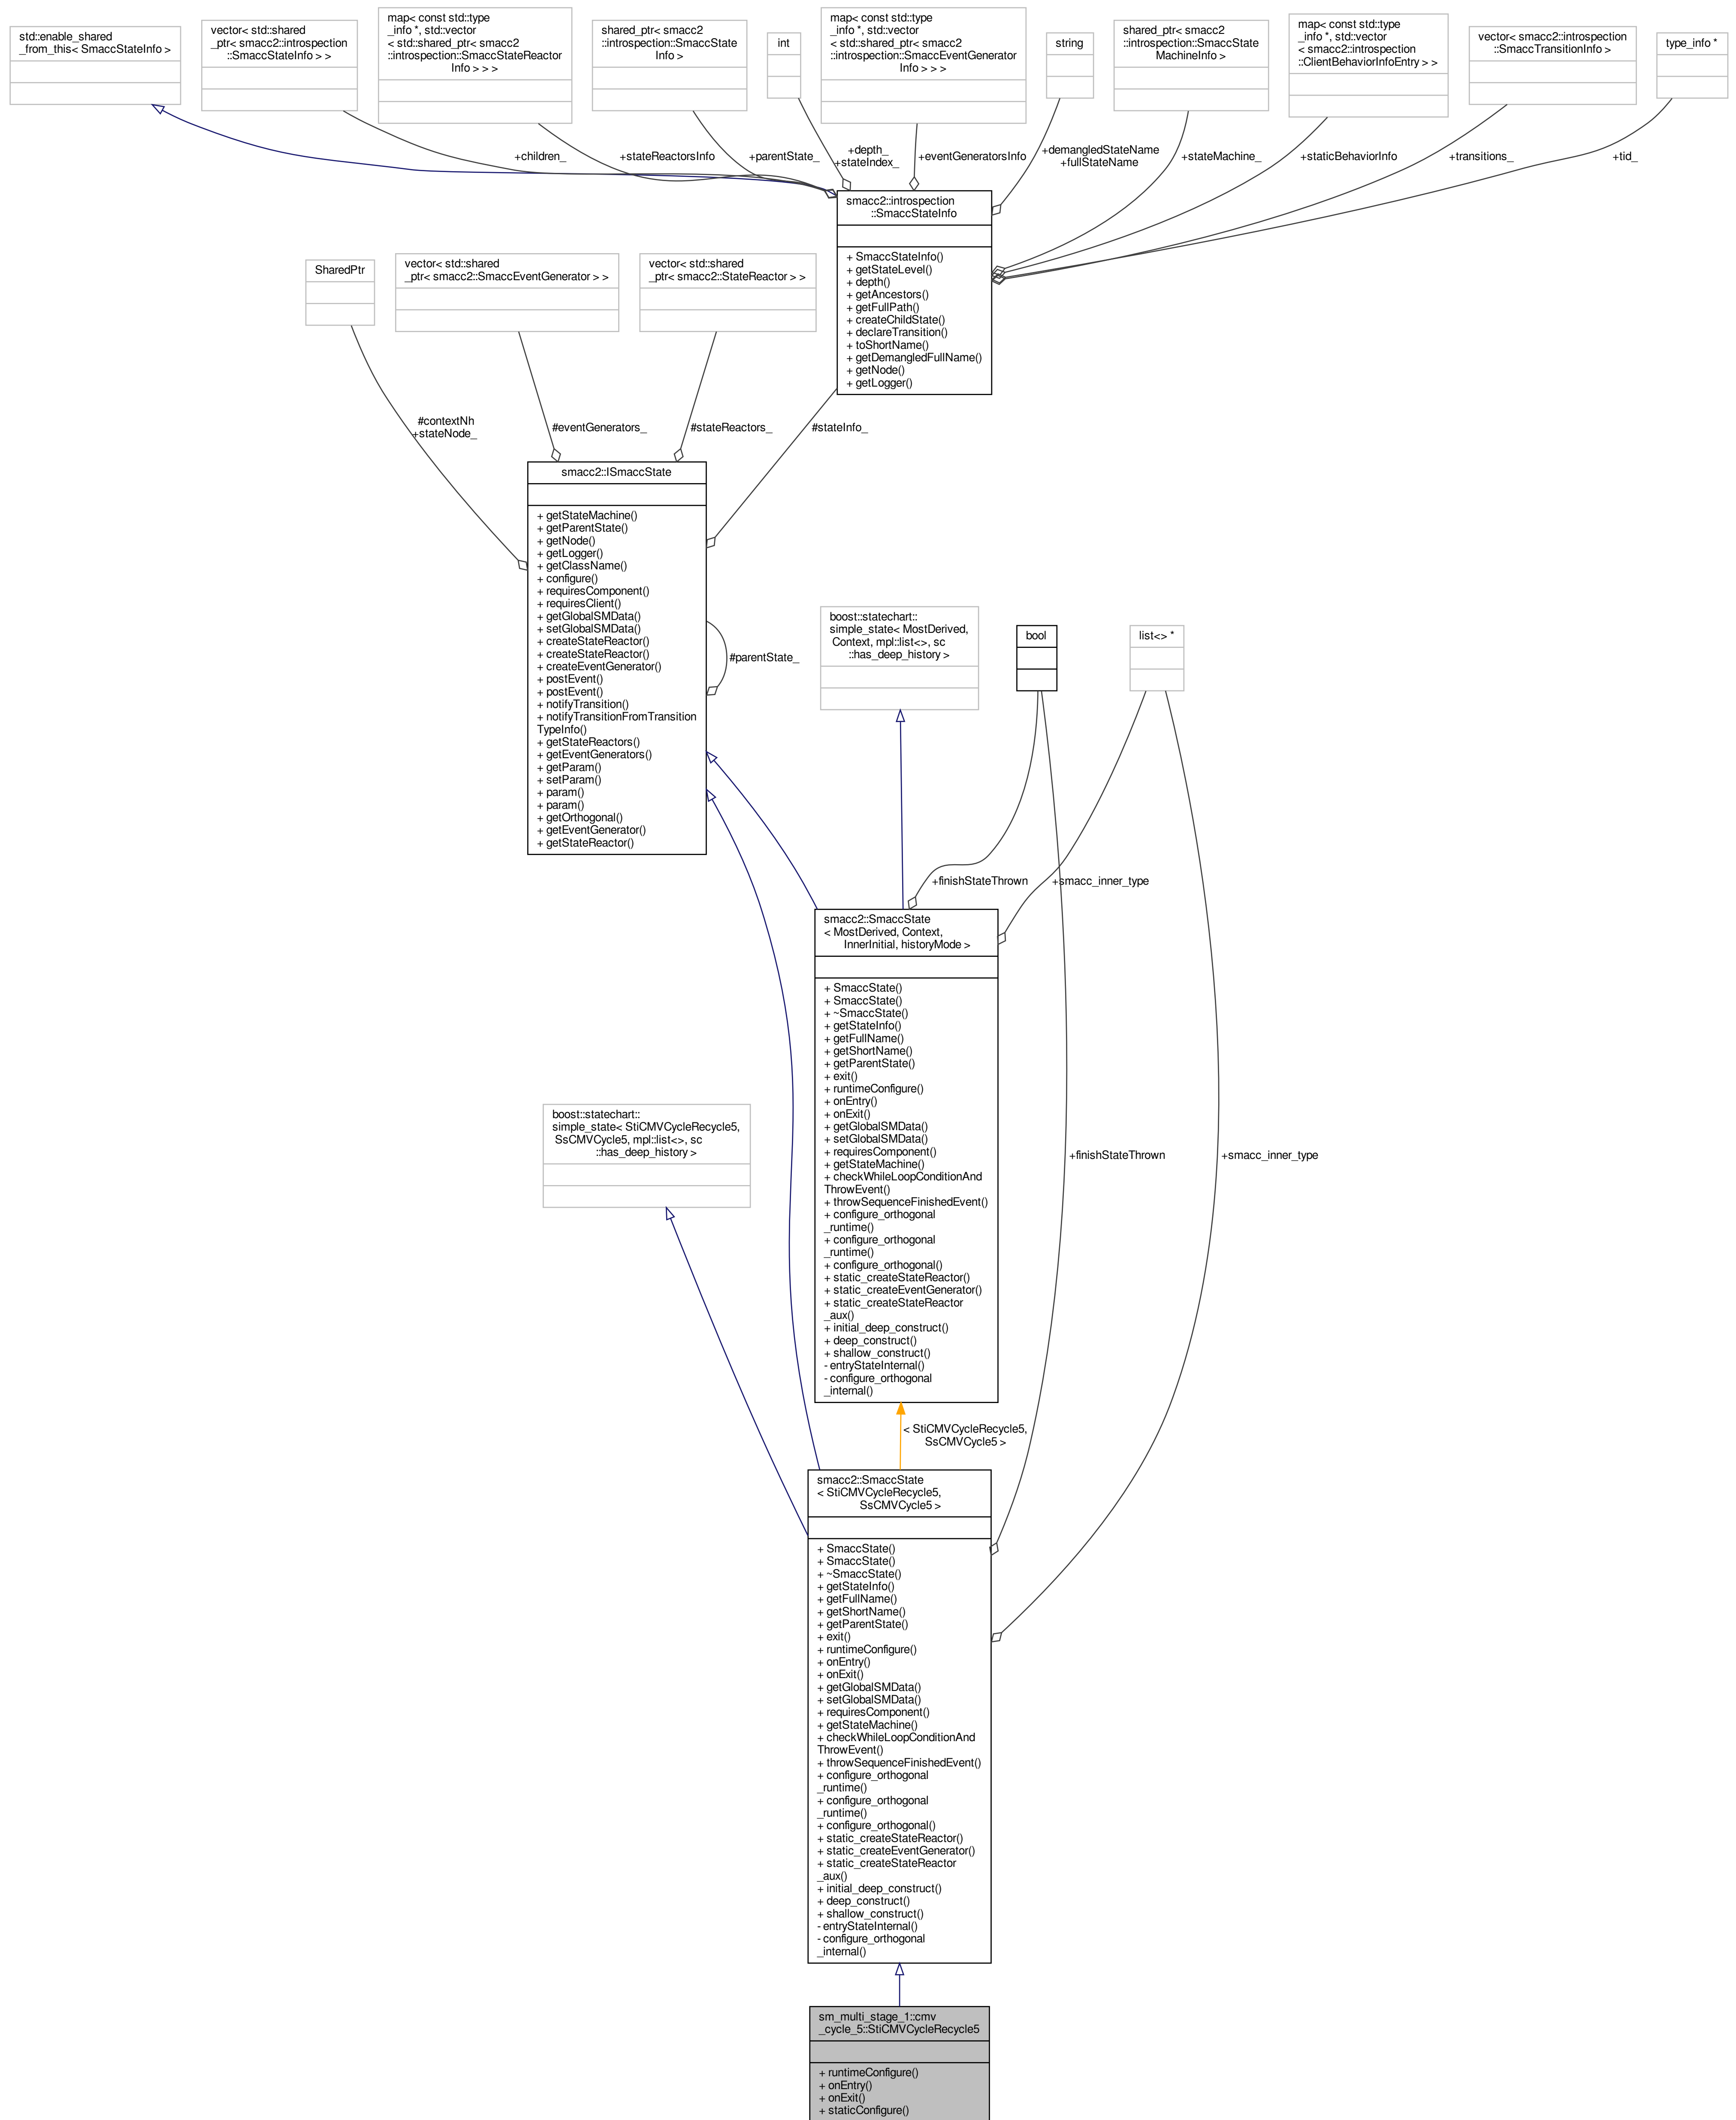 std::enable_shared
_from_this< SmaccStateInfo >
vector< std::shared
_ptr< smacc2::introspection
::SmaccStateInfo > >
map< const std::type
_info *, std::vector
< std::shared_ptr< smacc2
::introspection::SmaccStateReactor
Info > > >
shared_ptr< smacc2
::introspection::SmaccState
Info >
int
map< const std::type
_info *, std::vector
< std::shared_ptr< smacc2
::introspection::SmaccEventGenerator
Info > > >
string
shared_ptr< smacc2
::introspection::SmaccState
MachineInfo >
map< const std::type
_info *, std::vector
< smacc2::introspection
::ClientBehaviorInfoEntry > >
vector< smacc2::introspection
::SmaccTransitionInfo >
type_info *
+children_
+stateReactorsInfo
+parentState_
+depth_
+stateIndex_
+eventGeneratorsInfo
+demangledStateName
+fullStateName
+stateMachine_
+staticBehaviorInfo
+transitions_
+tid_
smacc2::introspection
::SmaccStateInfo
+ SmaccStateInfo()
+ getStateLevel()
+ depth()
+ getAncestors()
+ getFullPath()
+ createChildState()
+ declareTransition()
+ toShortName()
+ getDemangledFullName()
+ getNode()
+ getLogger()
SharedPtr
vector< std::shared
_ptr< smacc2::SmaccEventGenerator > >
vector< std::shared
_ptr< smacc2::StateReactor > >
#contextNh
+stateNode_
#eventGenerators_
#stateReactors_
#stateInfo_
smacc2::ISmaccState
+ getStateMachine()
+ getParentState()
+ getNode()
+ getLogger()
+ getClassName()
+ configure()
+ requiresComponent()
+ requiresClient()
+ getGlobalSMData()
+ setGlobalSMData()
+ createStateReactor()
+ createStateReactor()
+ createEventGenerator()
+ postEvent()
+ postEvent()
+ notifyTransition()
+ notifyTransitionFromTransition
TypeInfo()
+ getStateReactors()
+ getEventGenerators()
+ getParam()
+ setParam()
+ param()
+ param()
+ getOrthogonal()
+ getEventGenerator()
+ getStateReactor()
#parentState_
boost::statechart::
simple_state< MostDerived,
Context, mpl::list<>, sc
::has_deep_history >
bool
list<> *
+finishStateThrown
+smacc_inner_type
smacc2::SmaccState
< MostDerived, Context,
InnerInitial, historyMode >
+ SmaccState()
+ SmaccState()
+ ~SmaccState()
+ getStateInfo()
+ getFullName()
+ getShortName()
+ getParentState()
+ exit()
+ runtimeConfigure()
+ onEntry()
+ onExit()
+ getGlobalSMData()
+ setGlobalSMData()
+ requiresComponent()
+ getStateMachine()
+ checkWhileLoopConditionAnd
ThrowEvent()
+ throwSequenceFinishedEvent()
+ configure_orthogonal
_runtime()
+ configure_orthogonal
_runtime()
+ configure_orthogonal()
+ static_createStateReactor()
+ static_createEventGenerator()
+ static_createStateReactor
_aux()
+ initial_deep_construct()
+ deep_construct()
+ shallow_construct()
- entryStateInternal()
- configure_orthogonal
_internal()
boost::statechart::
simple_state< StiCMVCycleRecycle5,
SsCMVCycle5, mpl::list<>, sc
::has_deep_history >
+finishStateThrown
+smacc_inner_type
< StiCMVCycleRecycle5,
SsCMVCycle5 >
smacc2::SmaccState
< StiCMVCycleRecycle5,
SsCMVCycle5 >
+ SmaccState()
+ SmaccState()
+ ~SmaccState()
+ getStateInfo()
+ getFullName()
+ getShortName()
+ getParentState()
+ exit()
+ runtimeConfigure()
+ onEntry()
+ onExit()
+ getGlobalSMData()
+ setGlobalSMData()
+ requiresComponent()
+ getStateMachine()
+ checkWhileLoopConditionAnd
ThrowEvent()
+ throwSequenceFinishedEvent()
+ configure_orthogonal
_runtime()
+ configure_orthogonal
_runtime()
+ configure_orthogonal()
+ static_createStateReactor()
+ static_createEventGenerator()
+ static_createStateReactor
_aux()
+ initial_deep_construct()
+ deep_construct()
+ shallow_construct()
- entryStateInternal()
- configure_orthogonal
_internal()
sm_multi_stage_1::cmv
_cycle_5::StiCMVCycleRecycle5
+ runtimeConfigure()
+ onEntry()
+ onExit()
+ staticConfigure()